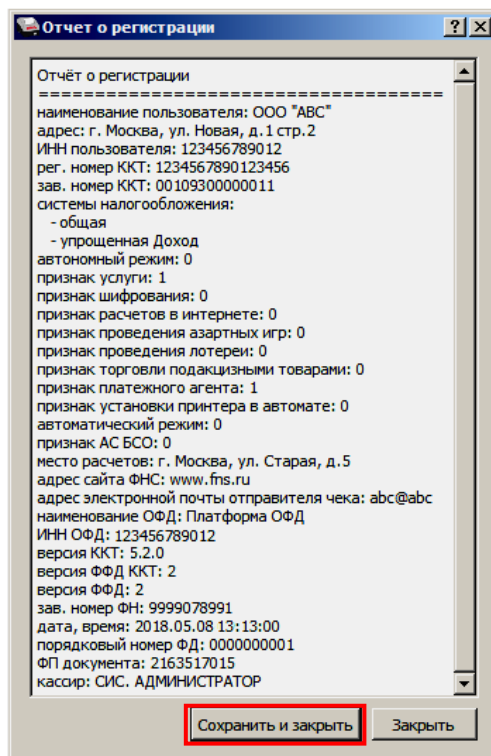 Отчет о регистрации
Отчёт о регистрации
====================================
наименование пользователя: ООО "АВС"
адрес: г. Москва, ул. Новая, д.1 стр.2
ИНН пользователя: 123456789012
рег. номер ККТ: 1234567890123456
зав. номер ККТ: 00109300000011
системы налогообложения:
- общая
- упрощенная Доход
автономный режим: 0
признак услуги: 1
признак шифрования: 0
признак расчетов в интернете: 0
признак проведения азартных игр: 0
признак проведения лотереи: 0
признак торговли подакцизными товарами: 0
признак платежного агента: 1
признак установки принтера в автомате: 0
автоматический режим: 0
признак АС БСО: 0
место расчетов: г. Москва, ул. Старая, д.5
адрес сайта ФНС: www.fns.ru
адрес электронной почты отправителя чека: abc@abc
наименование ОФД: Платформа ОФД
ИНН ОФД: 123456789012
версия ККТ: 5.2.0
версия ФФД ККТ: 2
версия ФФД: 2
зав. номер ФН: 9999078991
дата, время: 2018.05.08 13:13:00
порядковый номер ФД: 0000000001
ФП документа: 2163517015
кассир: СИС. АДМИНИСТРАТОР
Сохранить и закрыть Закрыть